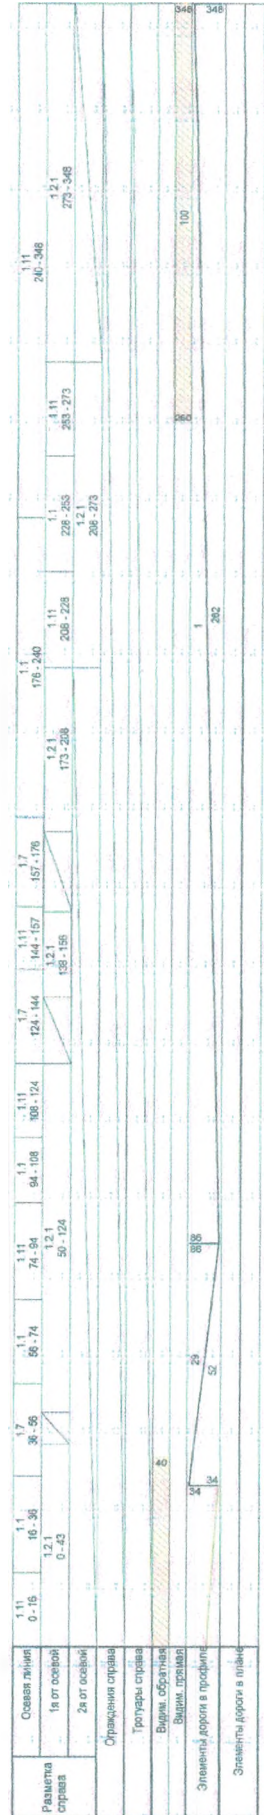 Разметка
справа
Осевая линия
1.11
0 - 16
1.1
16 - 36
1.7
36 - 56
1.1
56 - 74
1.11
74 - 94
1.1
94 - 108
1.11
108 - 124
1.7
124 - 144
1.11
144 - 157
1.7
157 - 176
1.1
176 - 240
1.11
240 - 348
1я от осевой
1.2.1
0 - 43
1.2.1
50 - 124
1.2.1
138 - 156
1.2.1
173 - 208
1.11
208 - 228
1.1
228 - 253
1.11
253 - 273
1.2.1
273 - 348
2я от осевой
1.2.1
208 - 273
Ограждения справа
Тротуары справа
Видим. обратная
40
Видим. прямая
260
100
348
Элементы дороги в профиле
34
34
29
52
86
86
1
262
348
Элементы дороги в плане